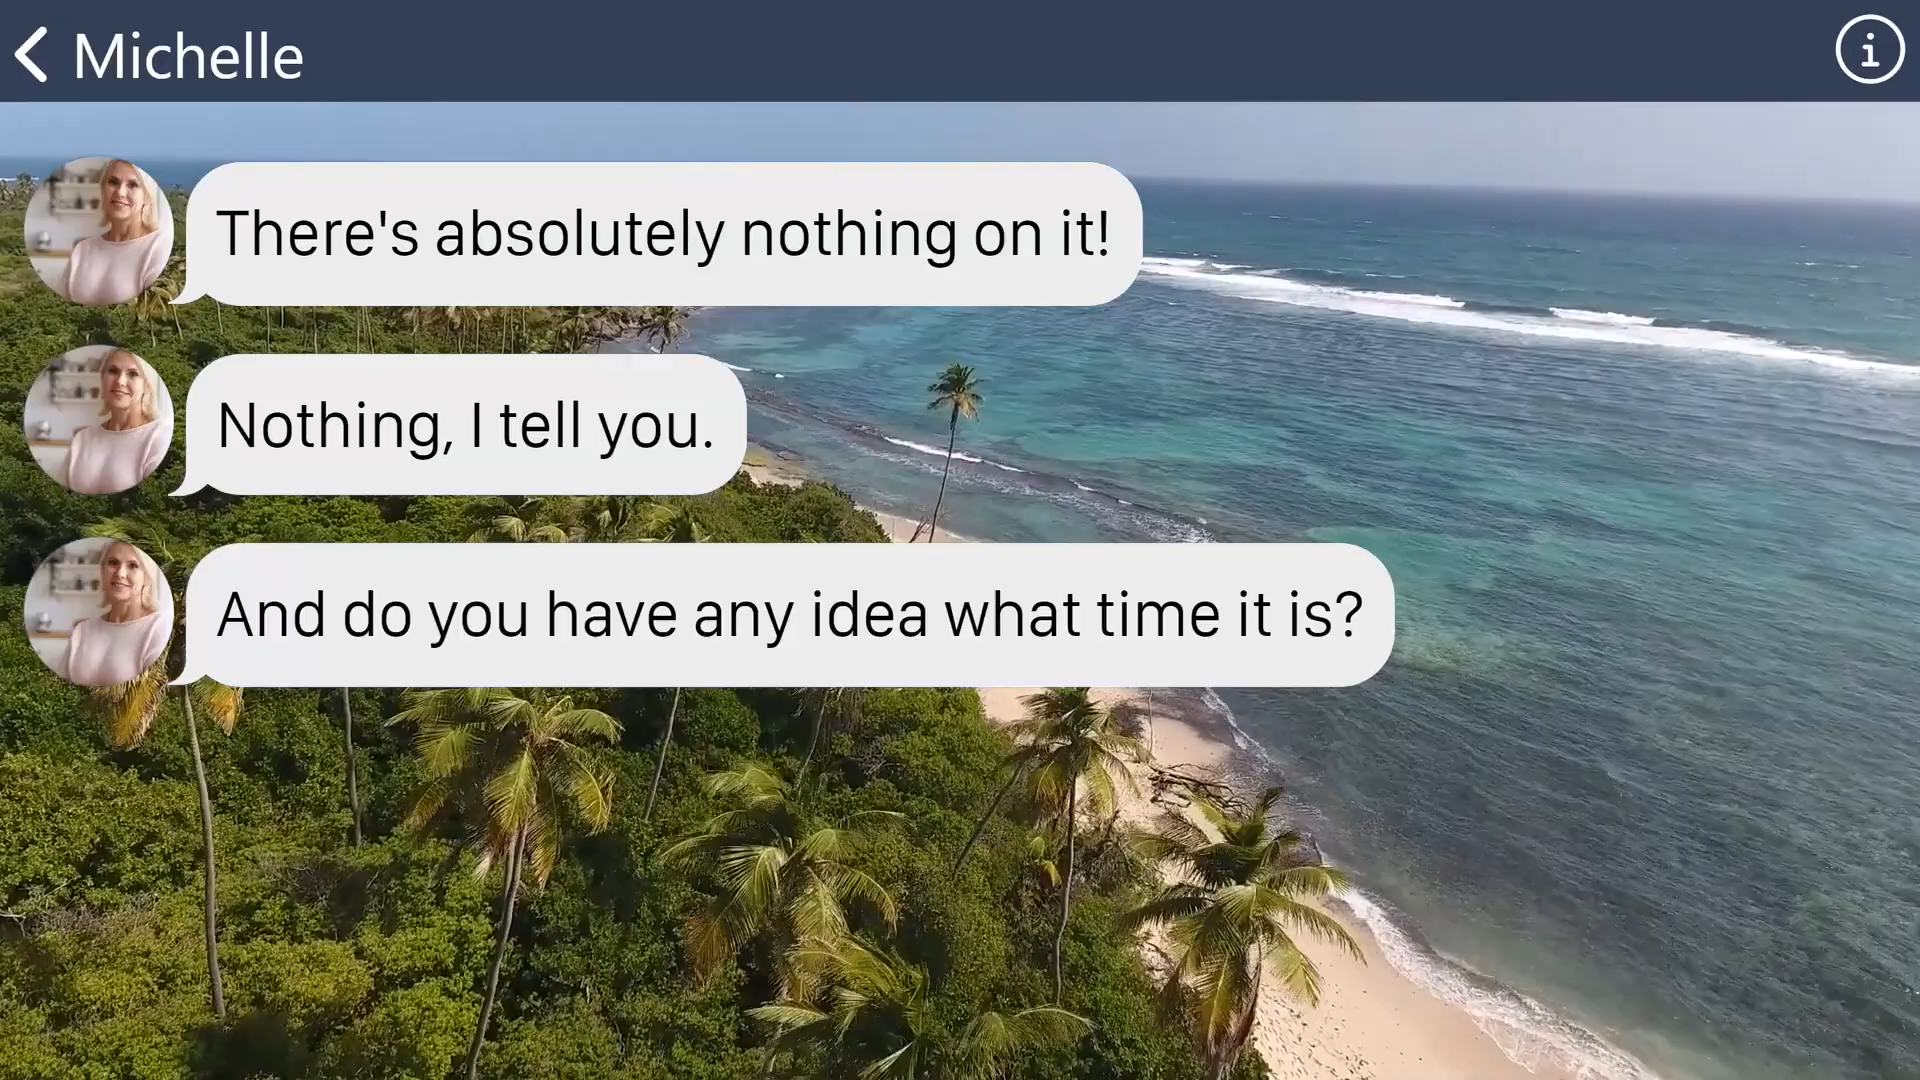 Michelle
There's absolutely nothing on it!
Nothing, I tell you.
And do you have any idea what time it is?